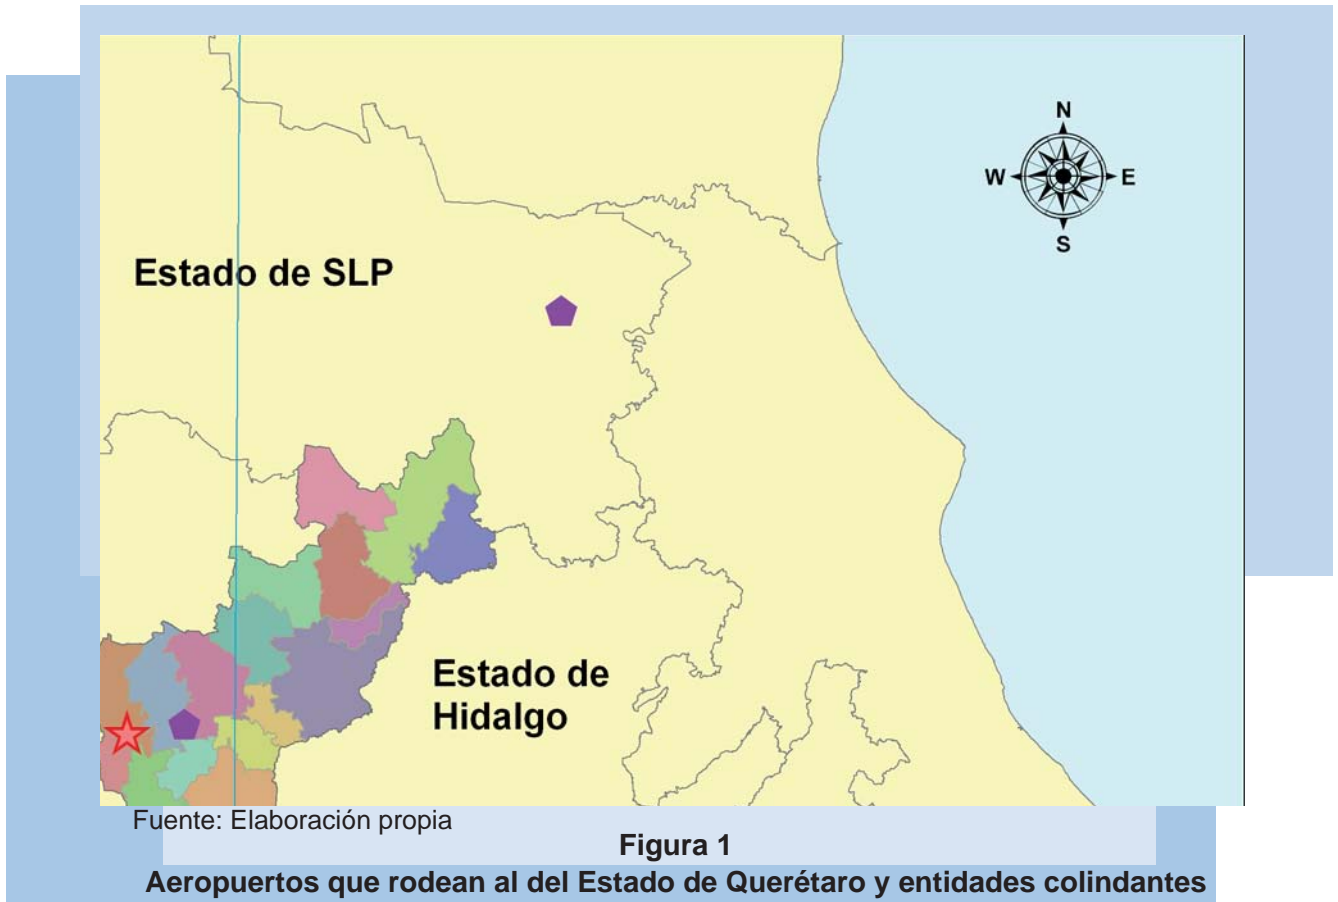 N
W E
S
Estado de SLP
Estado de
Hidalgo
Fuente: Elaboración propia
Figura 1
Aeropuertos que rodean al del Estado de Querétaro y entidades colindantes